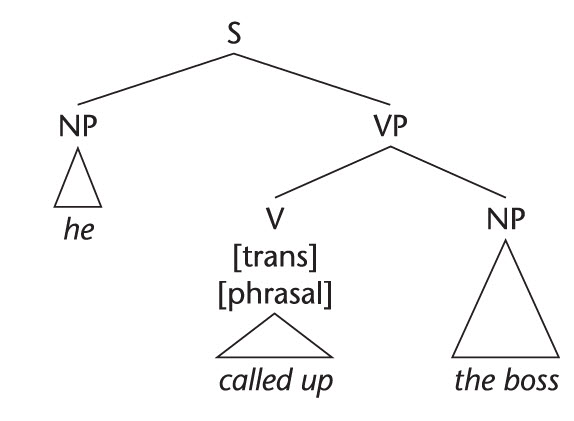 S
NP VP
he
V NP
[trans]
[phrasal]
called up the boss